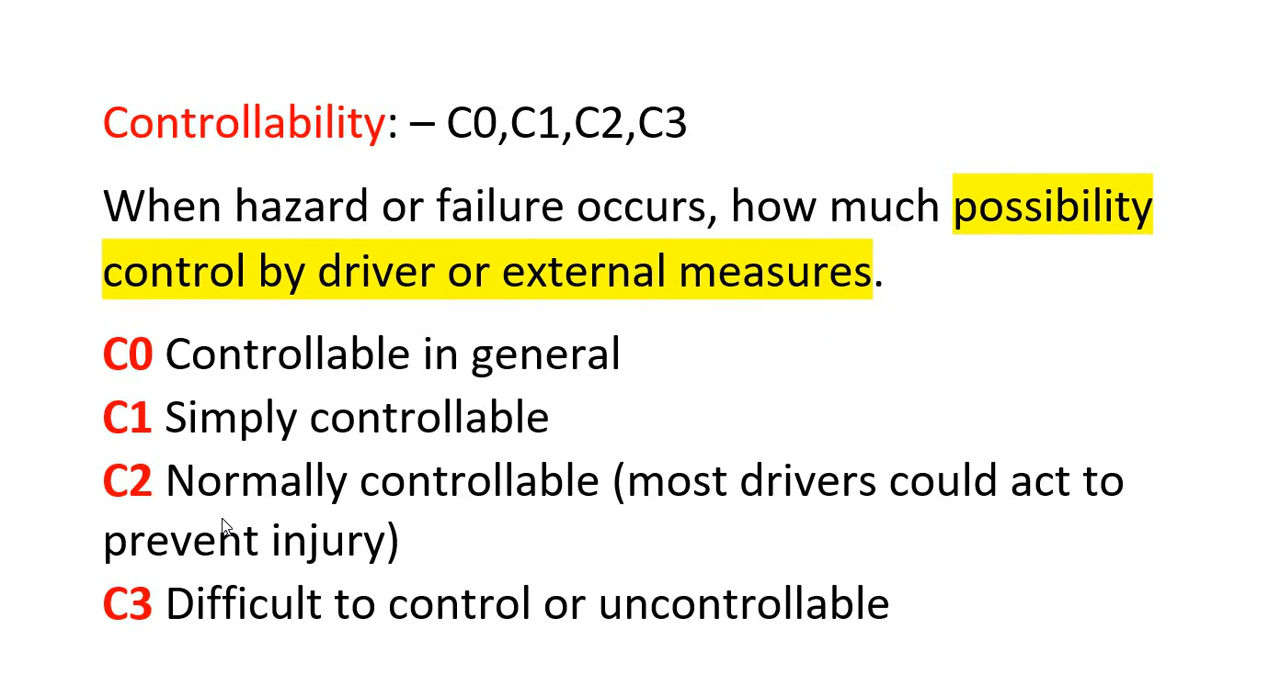 Controllability: – C0,C1,C2,C3
When hazard or failure occurs, how much possibility
control by driver or external measures.
C0 Controllable in general
C1 Simply controllable
C2 Normally controllable (most drivers could act to
prevent injury)
C3 Difficult to control or uncontrollable